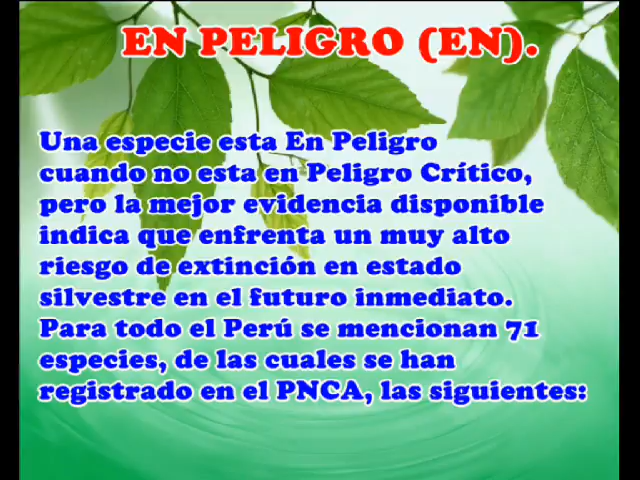 EN PELIGRO (EN).
Una especie esta En Peligro
cuando no esta en Peligro Crítico,
pero la mejor evidencia disponible
indica que enfrenta un muy alto
riesgo de extinción en estado
silvestre en el futuro inmediato.
Para todo el Perú se mencionan 71
especies, de las cuales se han
registrado en el PNCA, las siguientes: